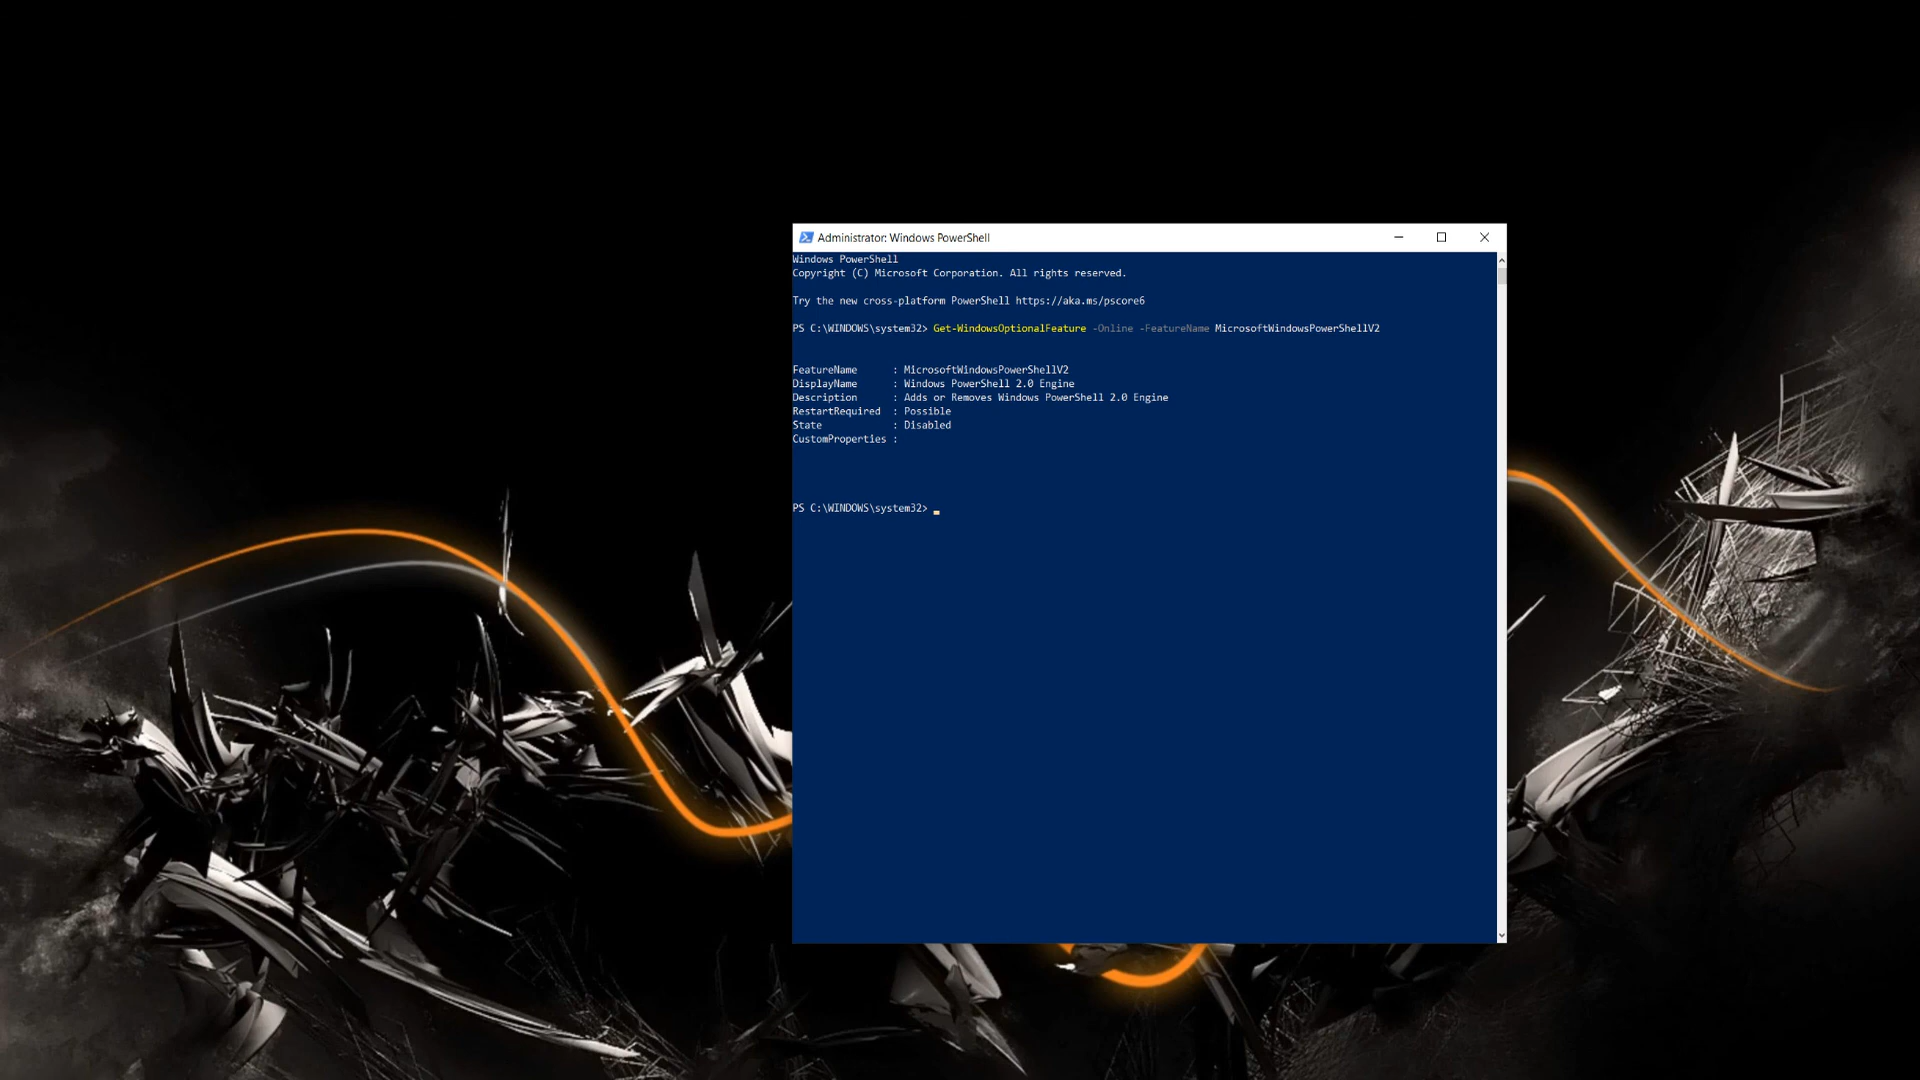 Administrator: Windows PowerShell
Windows PowerShell
Copyright (C) Microsoft Corporation. All rights reserved.
Try the new cross-platform PowerShell https://aka.ms/pscore6
PS C:\WINDOWS\system32> Get-WindowsOptionalFeature -Online -FeatureName MicrosoftWindowsPowerShellV2
FeatureName      : MicrosoftWindowsPowerShellV2
DisplayName      : Windows PowerShell 2.0 Engine
Description      : Adds or Removes Windows PowerShell 2.0 Engine
RestartRequired  : Possible
State            : Disabled
CustomProperties :
PS C:\WINDOWS\system32>